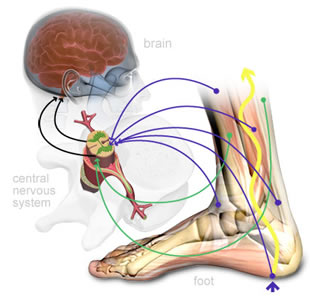 brain
central
nervous
system
foot